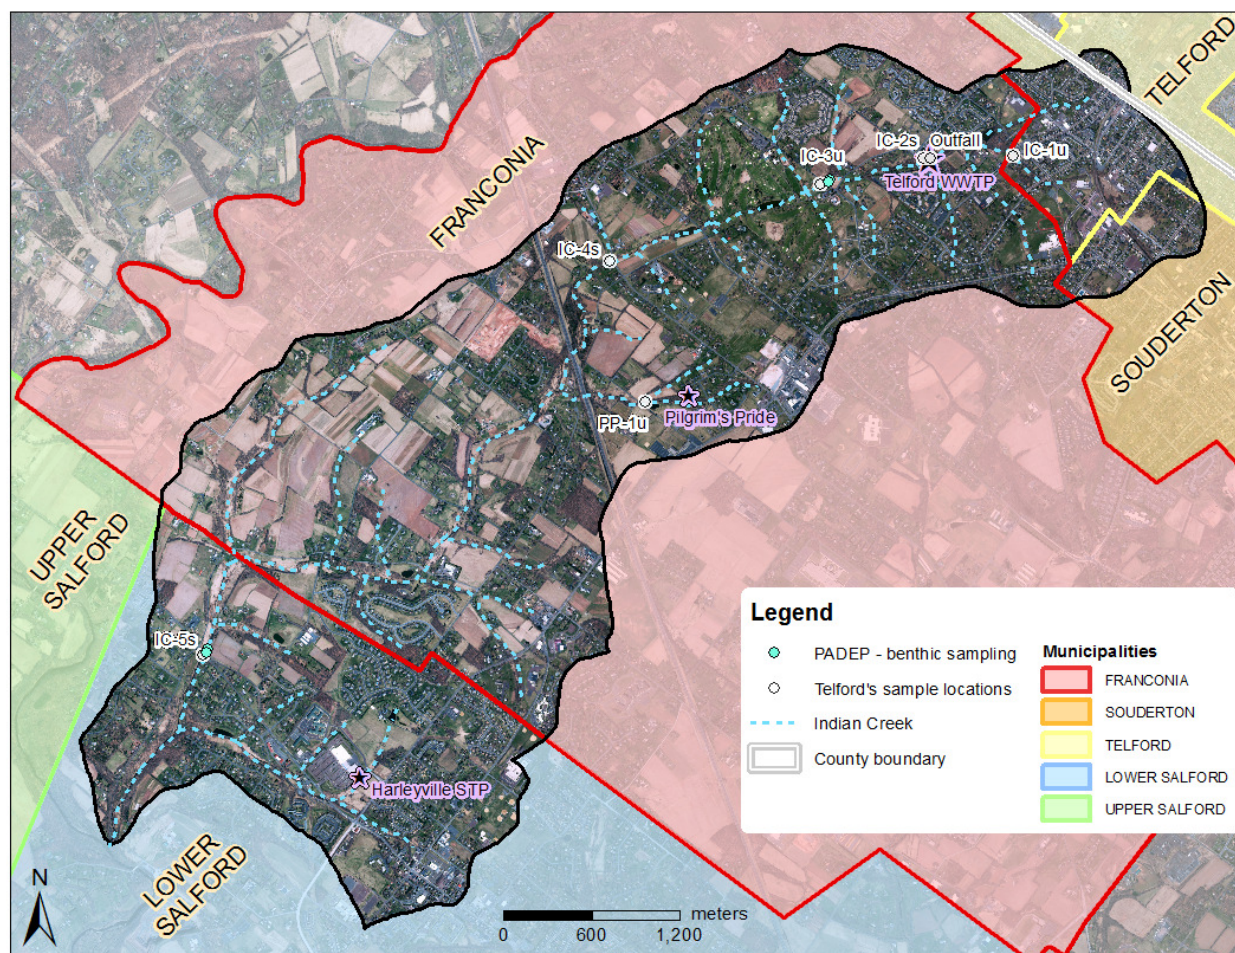 TELFORD
FRANCONIA
IC-2s
Outfall
IC-1u
IC-3u
Telford WWTP
IC-4s
SOUDERTON
PP-1u
Pilgrim's Pride
UPPER
SALFORD
IC-5s
Harleyville STP
LOWER
SALFORD
N
0 600 1,200
meters
Legend
PADEP - benthic sampling
Telford's sample locations
Indian Creek
County boundary
Municipalities
FRANCONIA
SOUDERTON
TELFORD
LOWER SALFORD
UPPER SALFORD